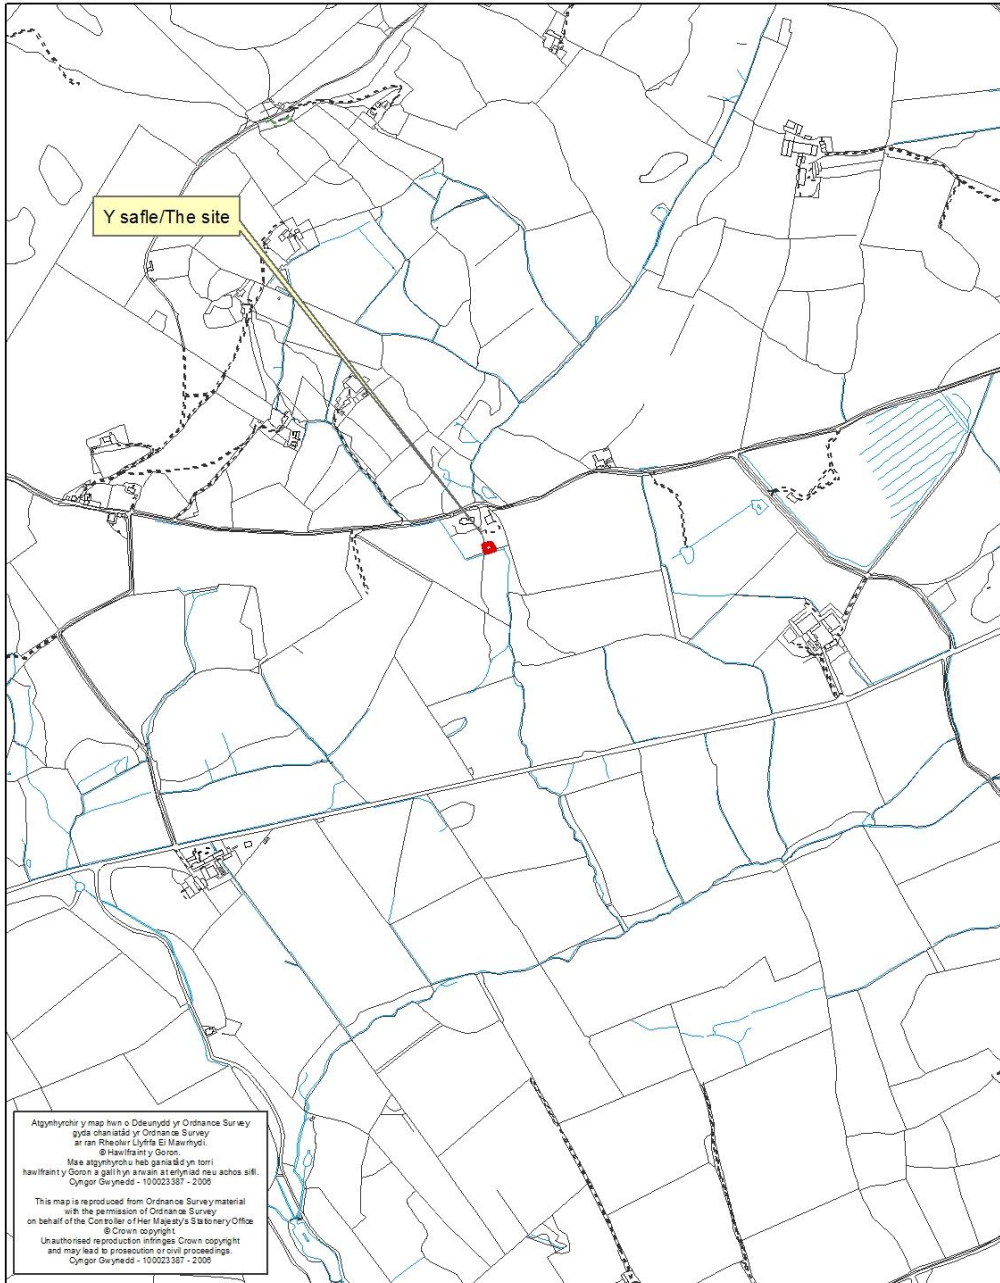 Y safle/The site
Atgynhyrchir y map hwn o Ddeunydd yr Ordnance Survey
gyda chaniatâd yr Ordnance Survey
ar ran Rheolwr Llyfrfa Ei Mawrhydi.
© Hawlfraint y Goron.
Mae atgynhyrchu heb ganiatâd yn torri
hawlfraint y Goron a gall hyn arwain at erlyniad neu achos sifil.
Cyngor Gwynedd - 100023387 - 2006
This map is reproduced from Ordnance Survey material
with the permission of Ordnance Survey
on behalf of the Controller of Her Majesty's Stationery Office
© Crown copyright.
Unauthorised reproduction infringes Crown copyright
and may lead to prosecution or civil proceedings.
Cyngor Gwynedd - 100023387 - 2006